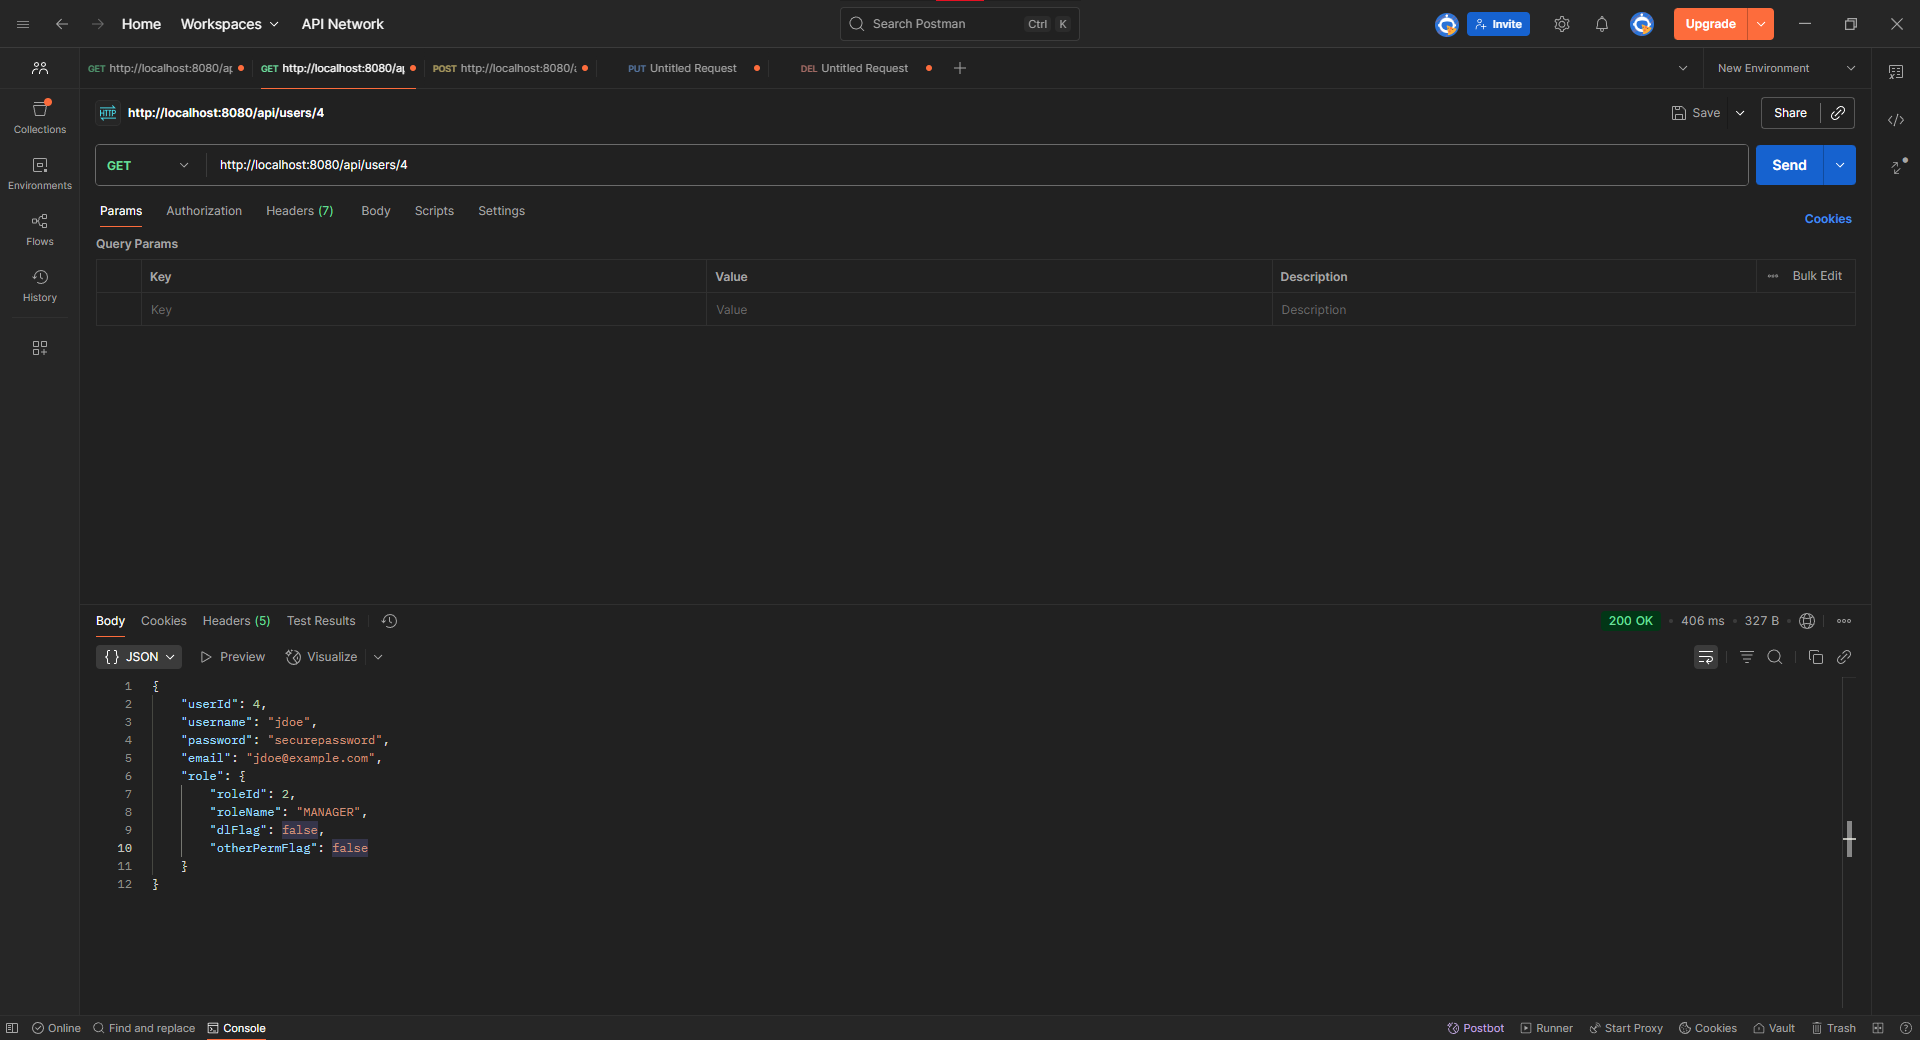 Home Workspaces API Network Search Postman Ctrl K Invite Upgrade
GET http://localhost:8080/ap GET http://localhost:8080/a POST http://localhost:8080/ PUT Untitled Request DEL Untitled Request New Environment
HTTP http://localhost:8080/api/users/4 Save Share
Collections
GET http://localhost:8080/api/users/4 Send
Environments
Params Authorization Headers (7) Body Scripts Settings Cookies
Flows
Query Params
Key Value Description Bulk Edit
History
Key Value Description
Body Cookies Headers (5) Test Results 200 OK 406 ms 327 B
{} JSON Preview Visualize
1 {
2 "userId": 4,
3 "username": "jdoe",
4 "password": "securepassword",
5 "email": "jdoe@example.com",
6 "role": {
7 "roleId": 2,
8 "roleName": "MANAGER",
9 "dlFlag": false,
10 "otherPermFlag": false
11 }
12 }
Online Find and replace Console Postbot Runner Start Proxy Cookies Vault Trash